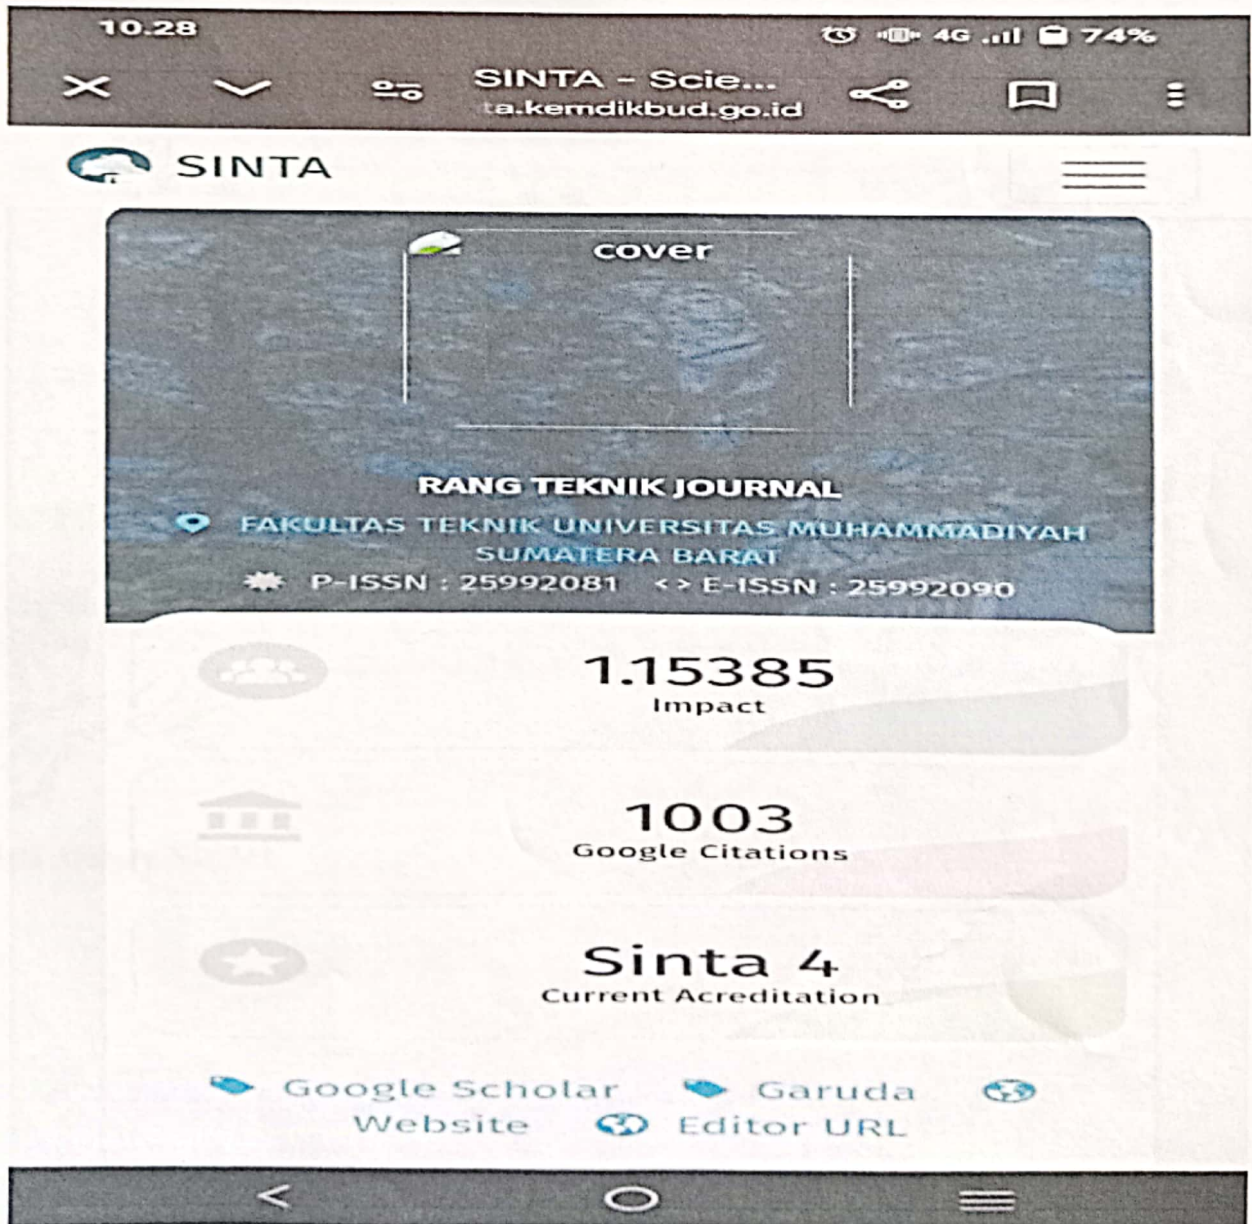 10.28
4G 74%
SINTA - Scie...
ta.kemdikbud.go.id
SINTA
cover
RANG TEKNIK JOURNAL
FAKULTAS TEKNIK UNIVERSITAS MUHAMMADIYAH
SUMATERA BARAT
P-ISSN : 25992081 <> E-ISSN : 25992090
1.15385
Impact
1003
Google Citations
Sinta 4
Current Acreditation
Google Scholar Garuda
Website Editor URL